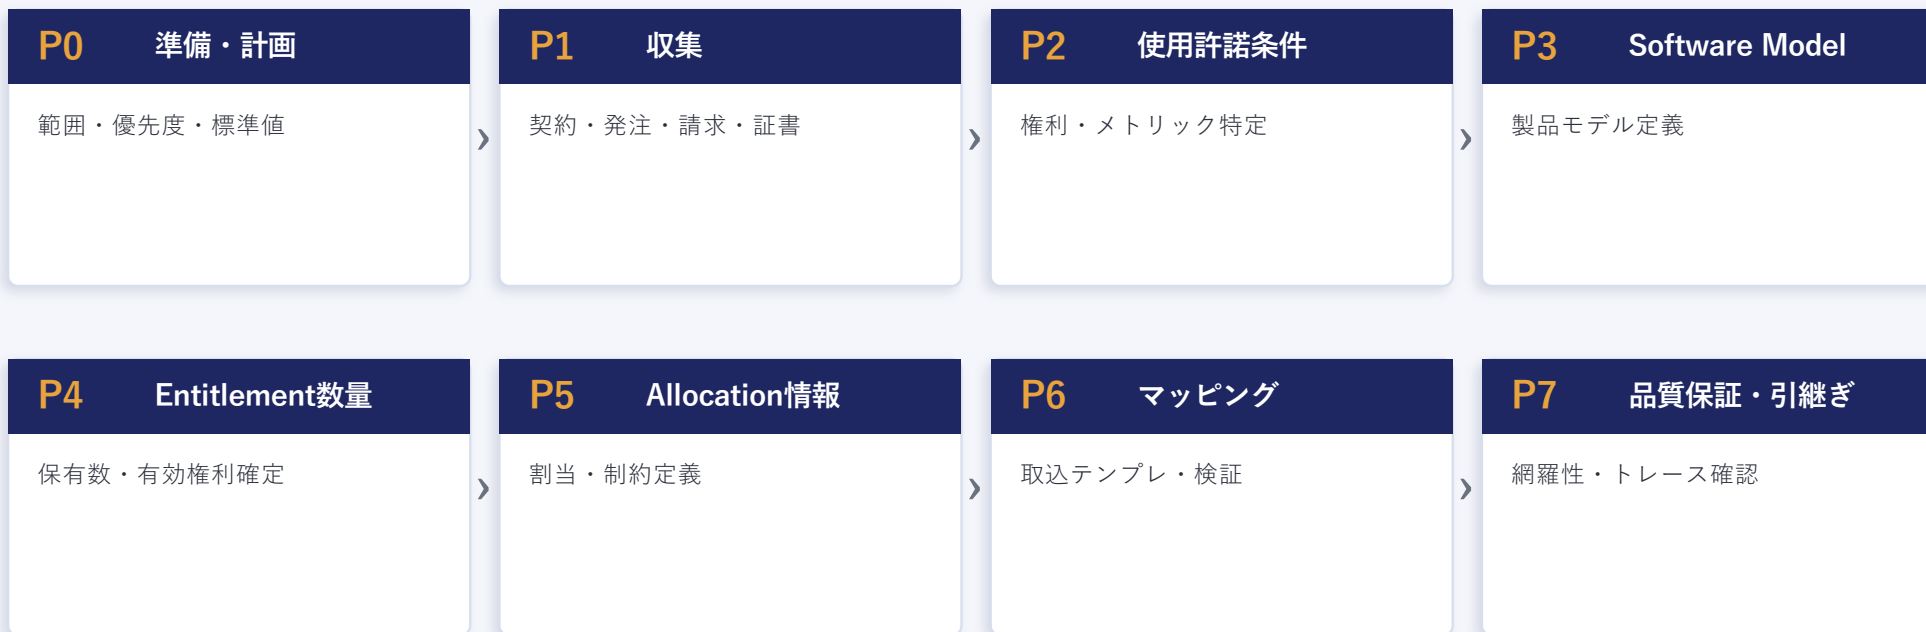 P0 準備・計画
範囲・優先度・標準値
›
P1 収集
契約・発注・請求・証書
›
P2 使用許諾条件
権利・メトリック特定
›
P3 Software Model
製品モデル定義
P4 Entitlement数量
保有数・有効権利確定
›
P5 Allocation情報
割当・制約定義
›
P6 マッピング
取込テンプレ・検証
›
P7 品質保証・引継ぎ
網羅性・トレース確認